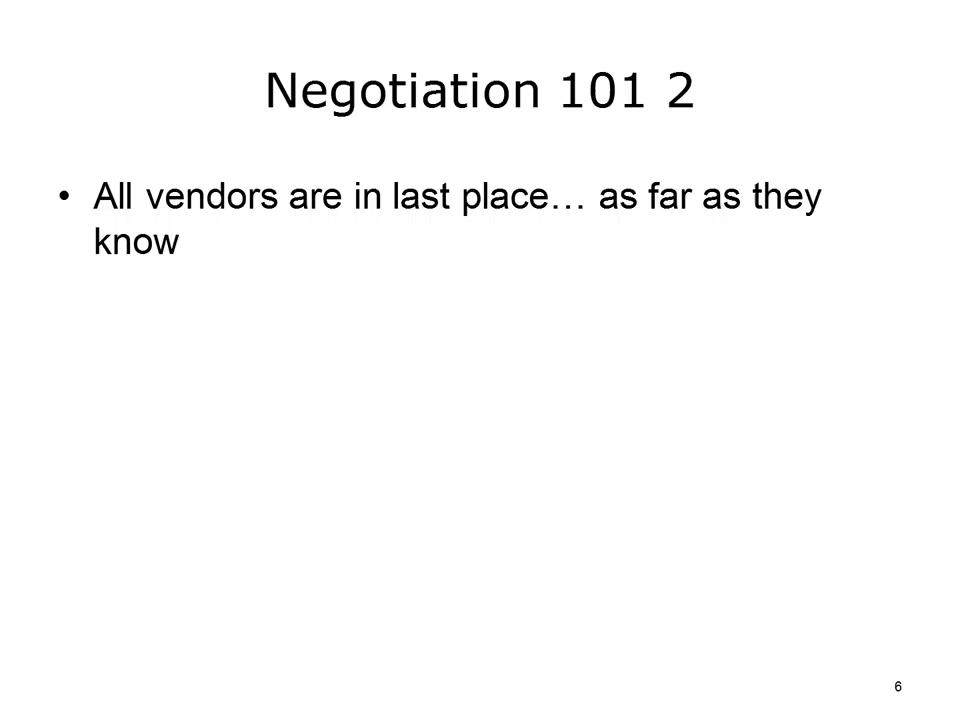 Negotiation 101 2
• All vendors are in last place… as far as they
know
6